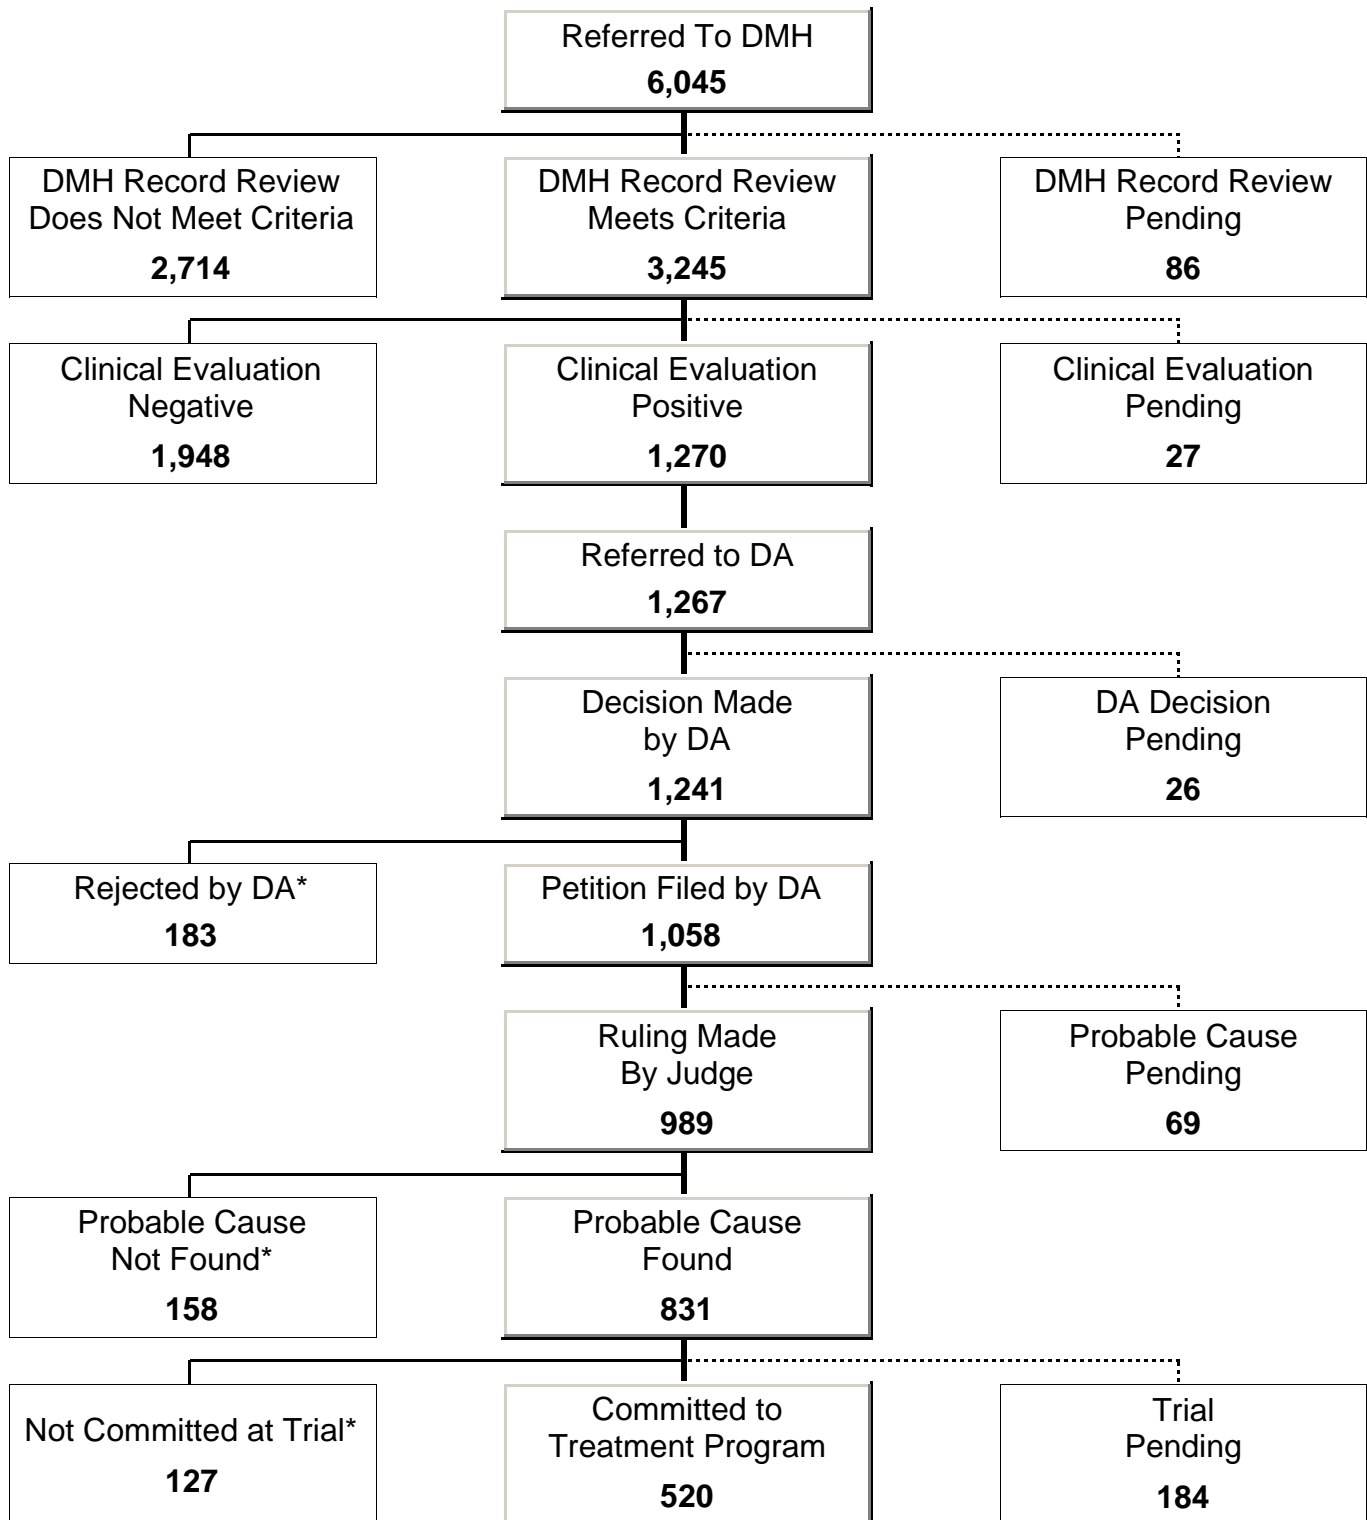 Referred To DMH
6,045
DMH Record Review
Does Not Meet Criteria
2,714
DMH Record Review
Meets Criteria
3,245
DMH Record Review
Pending
86
Clinical Evaluation
Negative
1,948
Clinical Evaluation
Positive
1,270
Clinical Evaluation
Pending
27
Referred to DA
1,267
Decision Made
by DA
1,241
DA Decision
Pending
26
Rejected by DA*
183
Petition Filed by DA
1,058
Ruling Made
By Judge
989
Probable Cause
Pending
69
Probable Cause
Not Found*
158
Probable Cause
Found
831
Not Committed at Trial*
127
Committed to
Treatment Program
520
Trial
Pending
184